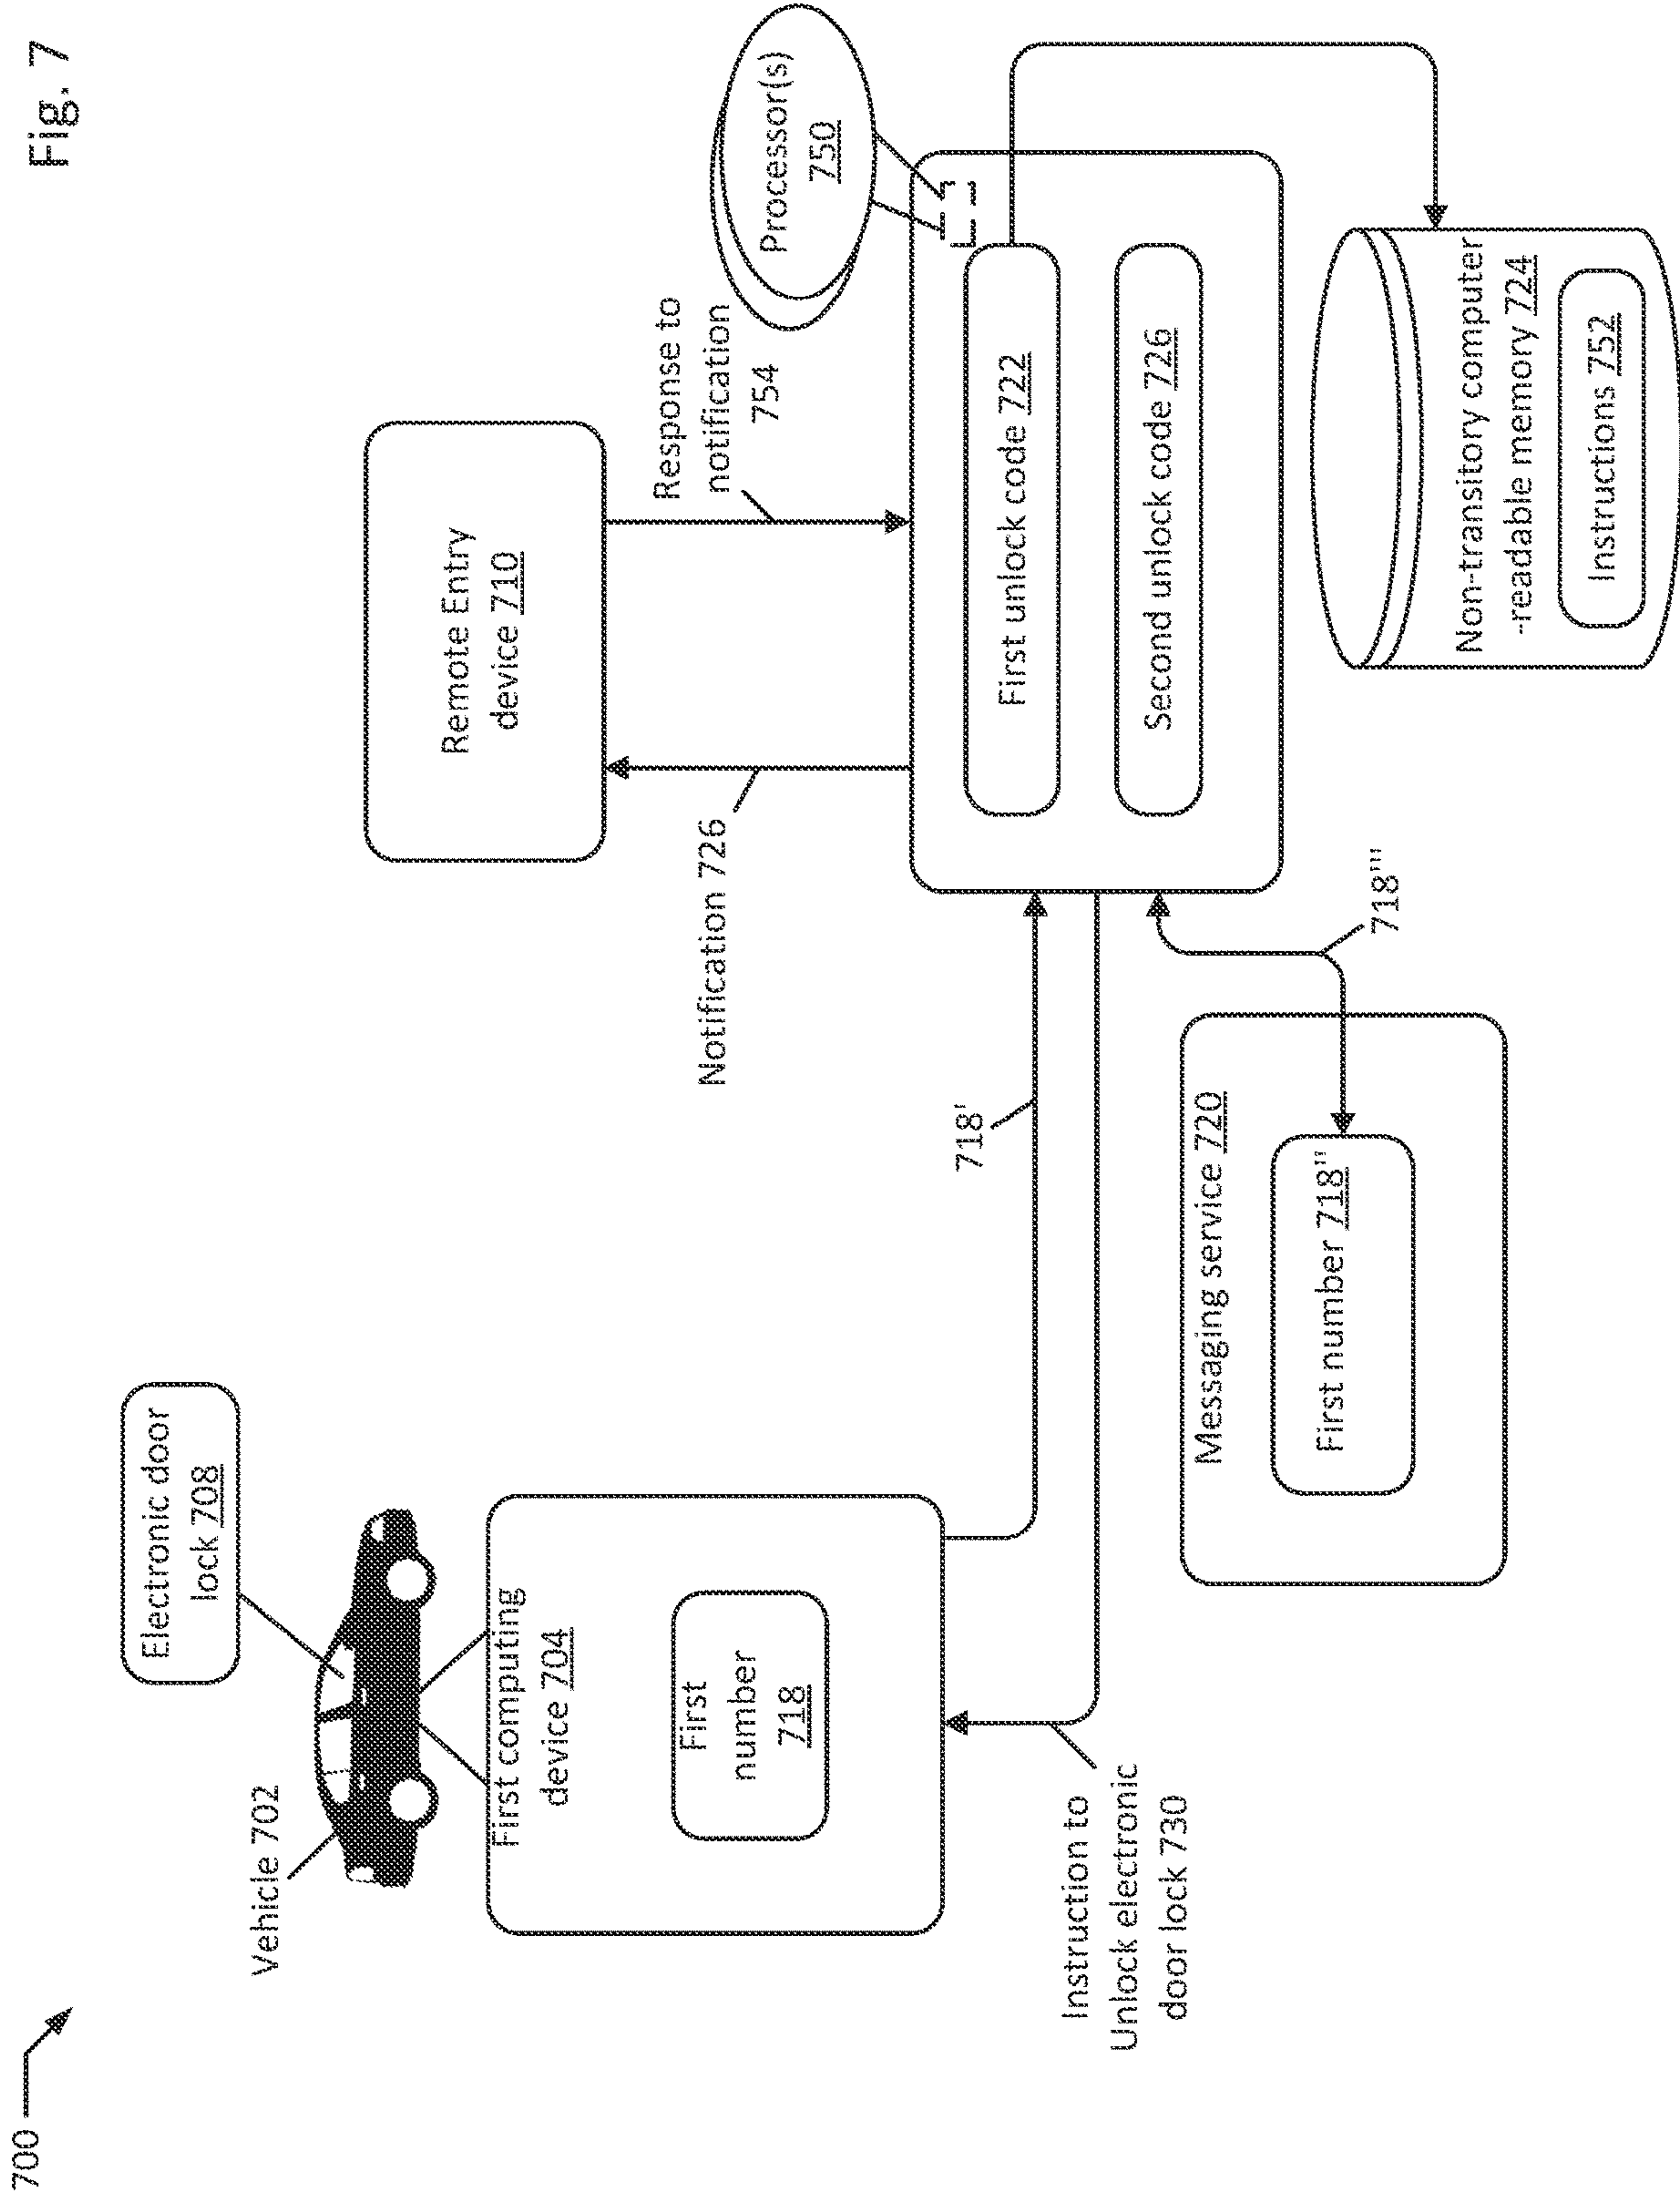 700
Fig. 7
Vehicle 702
Electronic door
lock 708
First computing
device 704
First
number
718
Instruction to
Unlock electronic
door lock 730
718'
Messaging service 720
First number 718"
718'"
Notification 726
Remote Entry
device 710
Response to
notification
754
Processor(s)
750
First unlock code 722
Second unlock code 726
Non-transitory computer
-readable memory 724
Instructions 752